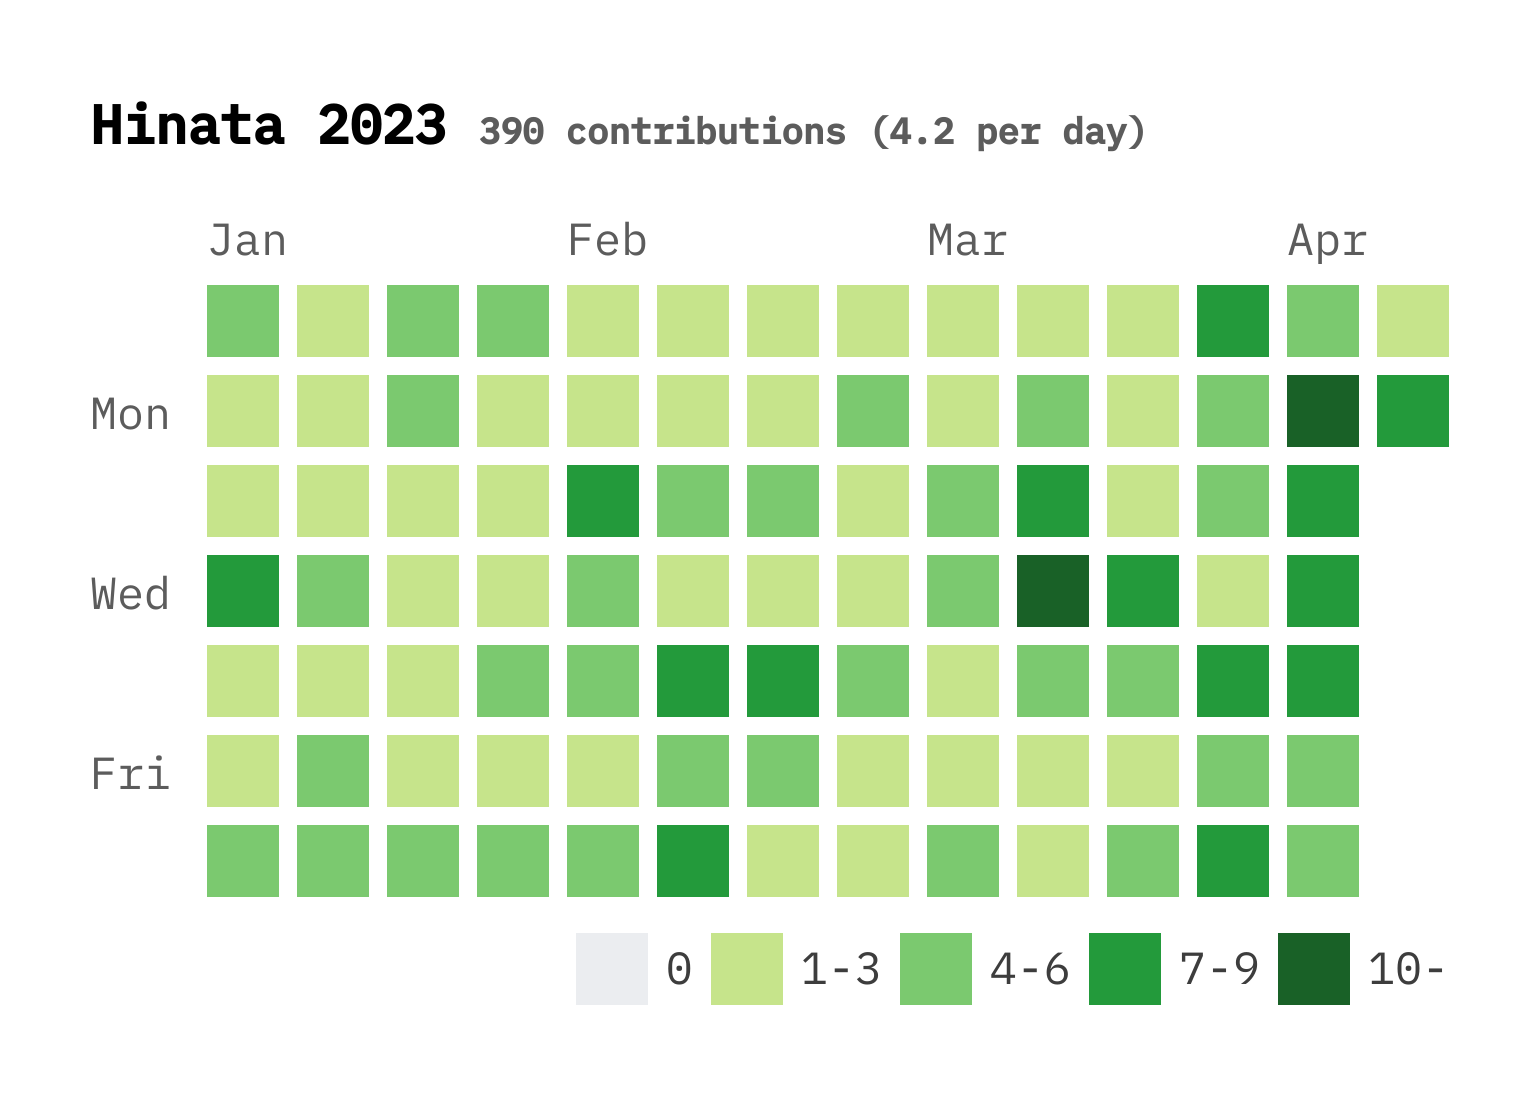 Hinata 2023 390 contributions (4.2 per day)
Jan Feb Mar Apr
Mon
Wed
Fri
0 1-3 4-6 7-9 10-